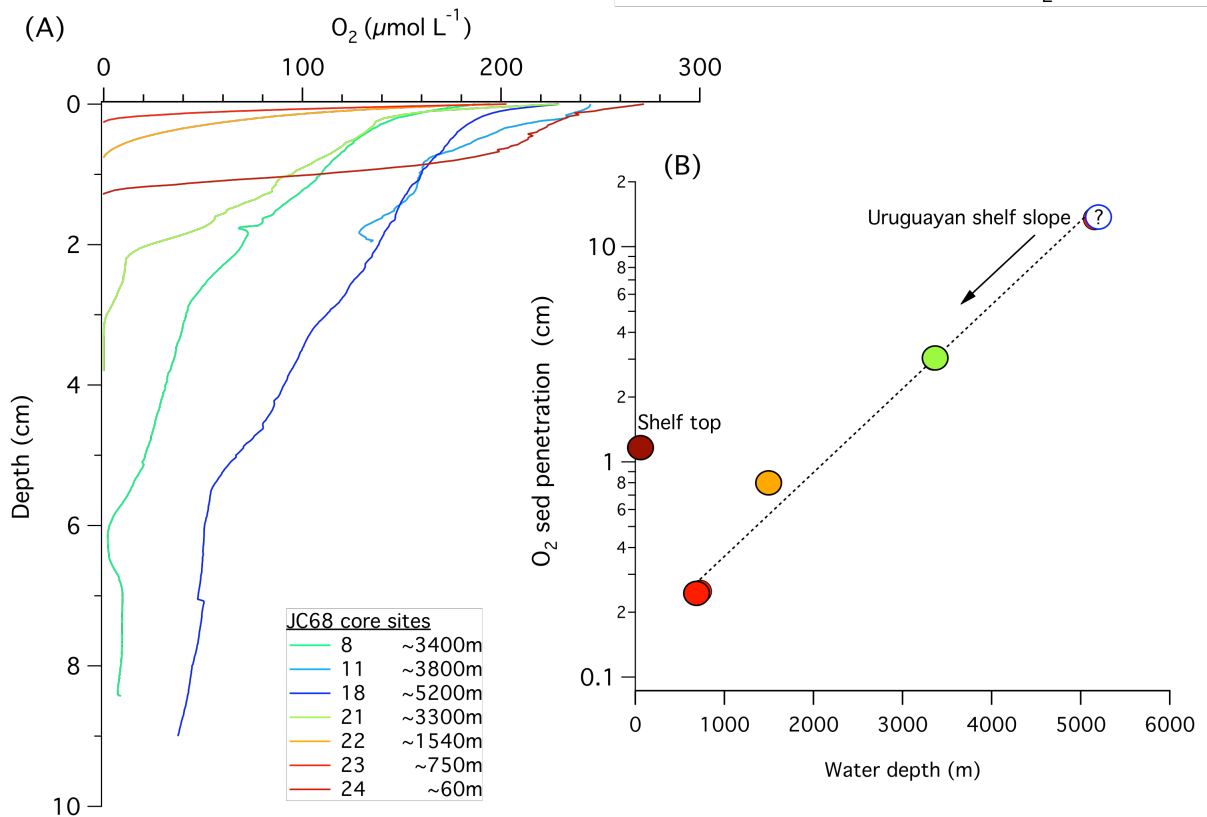 2
(A)
O2 (µmol L-1)
0 100 200 300
0
2
4
6
8
10
Depth (cm)
JC68 core sites
8 ~3400m
11 ~3800m
18 ~5200m
21 ~3300m
22 ~1540m
23 ~750m
24 ~60m
(B)
2
10
8
6
4
2
1
8
6
4
2
0.1
O2 sed penetration (cm)
Uruguayan shelf slope
?
Shelf top
0 1000 2000 3000 4000 5000 6000
Water depth (m)